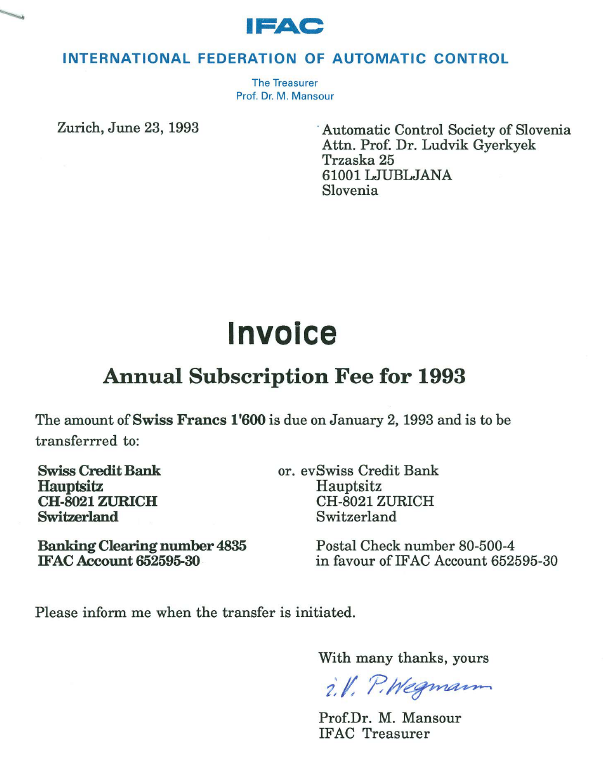 IFAC
INTERNATIONAL FEDERATION OF AUTOMATIC CONTROL
The Treasurer
Prof. Dr. M. Mansour
Zurich, June 23, 1993
Automatic Control Society of Slovenia
Attn. Prof. Dr. Ludvik Gyerkyek
Trzaska 25
61001 LJUBLJANA
Slovenia
Invoice
Annual Subscription Fee for 1993
The amount of Swiss Francs 1'600 is due on January 2, 1993 and is to be
transferrred to:
Swiss Credit Bank
Hauptsitz
CH-8021 ZURICH
Switzerland
Banking Clearing number 4835
IFAC Account 652595-30
or. evSwiss Credit Bank
Hauptsitz
CH-8021 ZURICH
Switzerland
Postal Check number 80-500-4
in favour of IFAC Account 652595-30
Please inform me when the transfer is initiated.
With many thanks, yours
i.V. P. Wegmann
Prof.Dr. M. Mansour
IFAC Treasurer